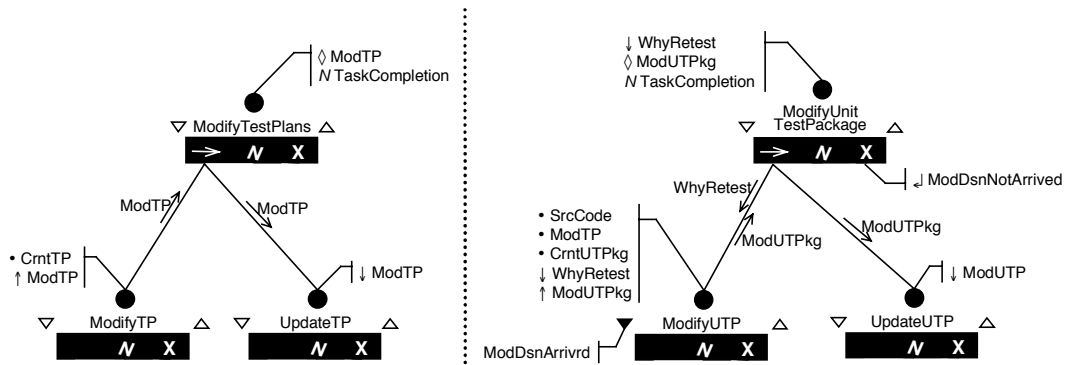 ◊ ModTP
N TaskCompletion
ModifyTestPlans
N X
ModTP
ModTP
• CrntTP
↑ ModTP
↓ ModTP
ModifyTP
UpdateTP
N X
N X
↓ WhyRetest
◊ ModUTPkg
N TaskCompletion
ModifyUnit
TestPackage
N X
WhyRetest
↲ ModDsnNotArrived
• SrcCode
• ModTP
• CrntUTPkg
↓ WhyRetest
↑ ModUTPkg
ModUTPkg
ModUTPkg
↓ ModUTP
ModifyUTP
UpdateUTP
ModDsnArrivrd
N X
N X